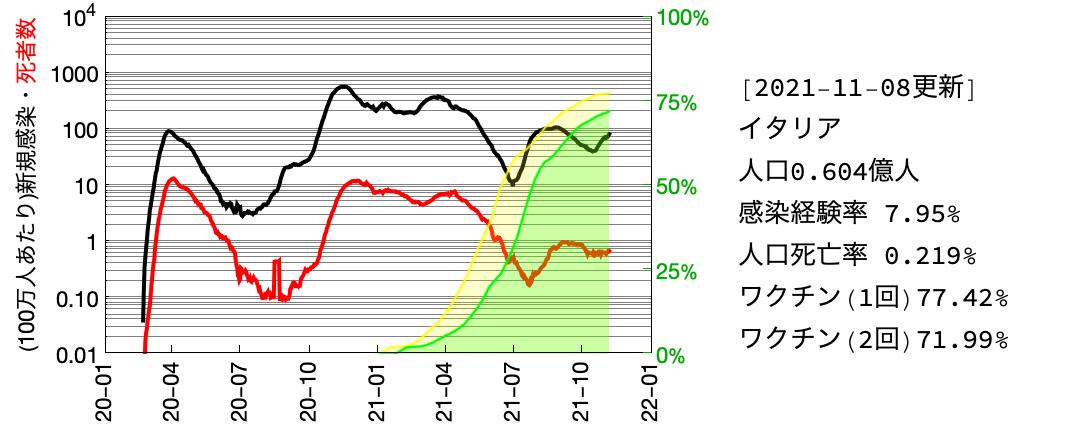 (100万人あたり)新規感染・死者数
10^4
1000
100
10
1
0.10
0.01
100%
75%
50%
25%
0%
20-01
20-04
20-07
20-10
21-01
21-04
21-07
21-10
22-01
[2021-11-08更新]
イタリア
人口0.604億人
感染経験率 7.95%
人口死亡率 0.219%
ワクチン(1回)77.42%
ワクチン(2回)71.99%